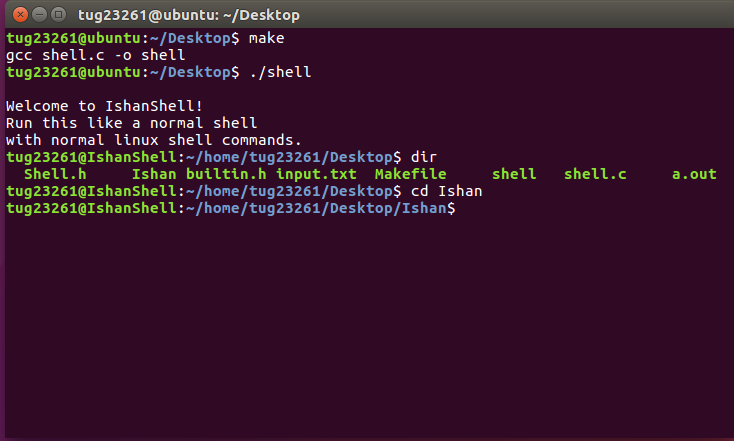 tug23261@ubuntu: ~/Desktop
tug23261@ubuntu:~/Desktop$ make
gcc shell.c -o shell
tug23261@ubuntu:~/Desktop$ ./shell
Welcome to IshanShell!
Run this like a normal shell
with normal linux shell commands.
tug23261@IshanShell:~/home/tug23261/Desktop$ dir
Shell.h Ishan builtin.h input.txt Makefile shell shell.c a.out
tug23261@IshanShell:~/home/tug23261/Desktop$ cd Ishan
tug23261@IshanShell:~/home/tug23261/Desktop/Ishan$